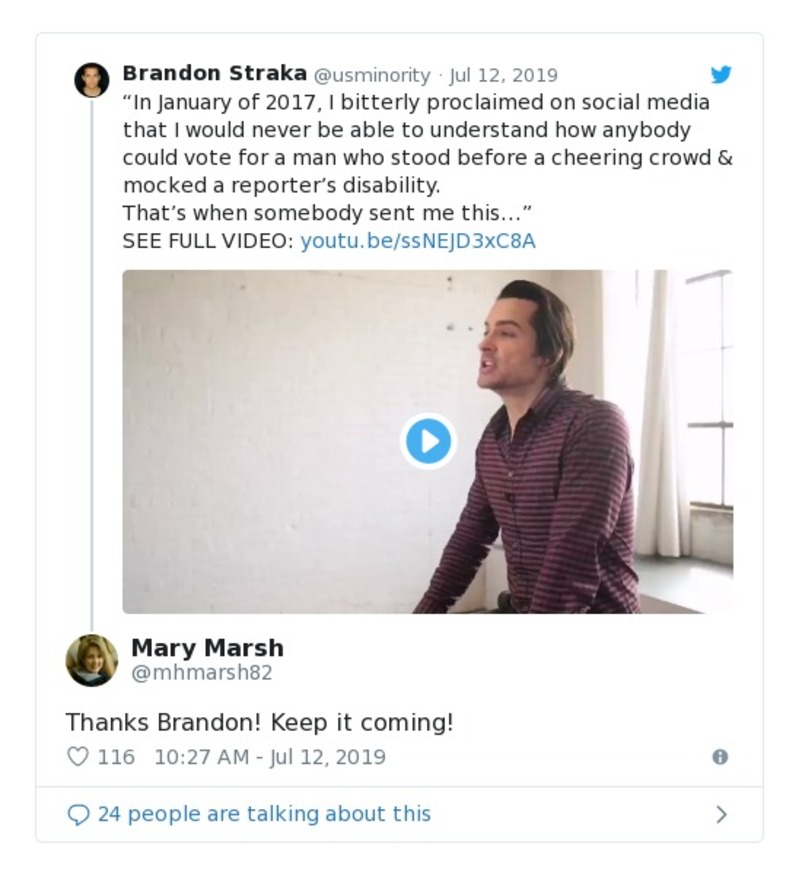 Brandon Straka @usminority · Jul 12, 2019
“In January of 2017, I bitterly proclaimed on social media
that I would never be able to understand how anybody
could vote for a man who stood before a cheering crowd &
mocked a reporter’s disability.
That’s when somebody sent me this…”
SEE FULL VIDEO: youtu.be/ssNEJD3xC8A
Mary Marsh
@mhmarsh82
Thanks Brandon! Keep it coming!
116 10:27 AM - Jul 12, 2019
24 people are talking about this